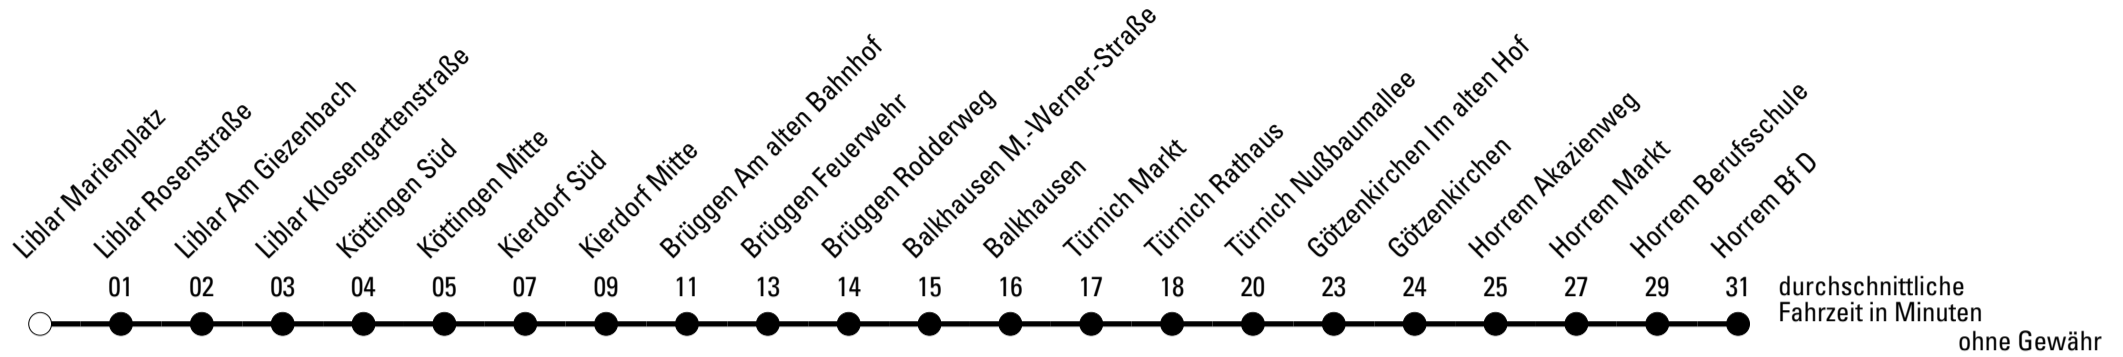 Liblar Marienplatz
Liblar Rosenstraße
Liblar Am Giezenbach
Liblar Klosengartenstraße
Köttingen Süd
Köttingen Mitte
Kierdorf Süd
Kierdorf Mitte
Brüggen Am alten Bahnhof
Brüggen Feuerwehr
Brüggen Rodderweg
Balkhausen M.-Werner-Straße
Balkhausen
Türnich Markt
Türnich Rathaus
Türnich Nußbaumallee
Götzenkirchen Im alten Hof
Götzenkirchen
Horrem Akazienweg
Horrem Markt
Horrem Berufsschule
Horrem Bf D
01 02 03 04 05 07 09 11 13 14 15 16 17 18 20 23 24 25 27 29 31 durchschnittliche
Fahrzeit in Minuten
ohne Gewähr